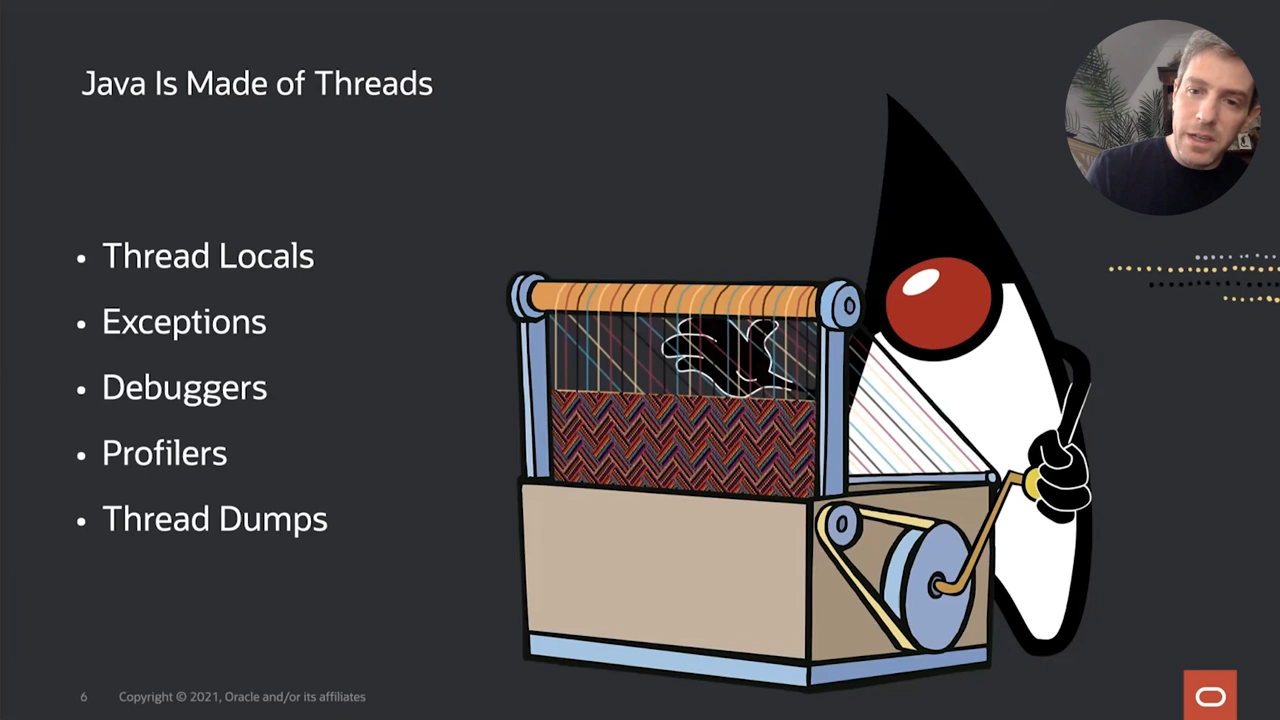 Java Is Made of Threads
• Thread Locals
• Exceptions
• Debuggers
• Profilers
• Thread Dumps
6 Copyright © 2021, Oracle and/or its affiliates